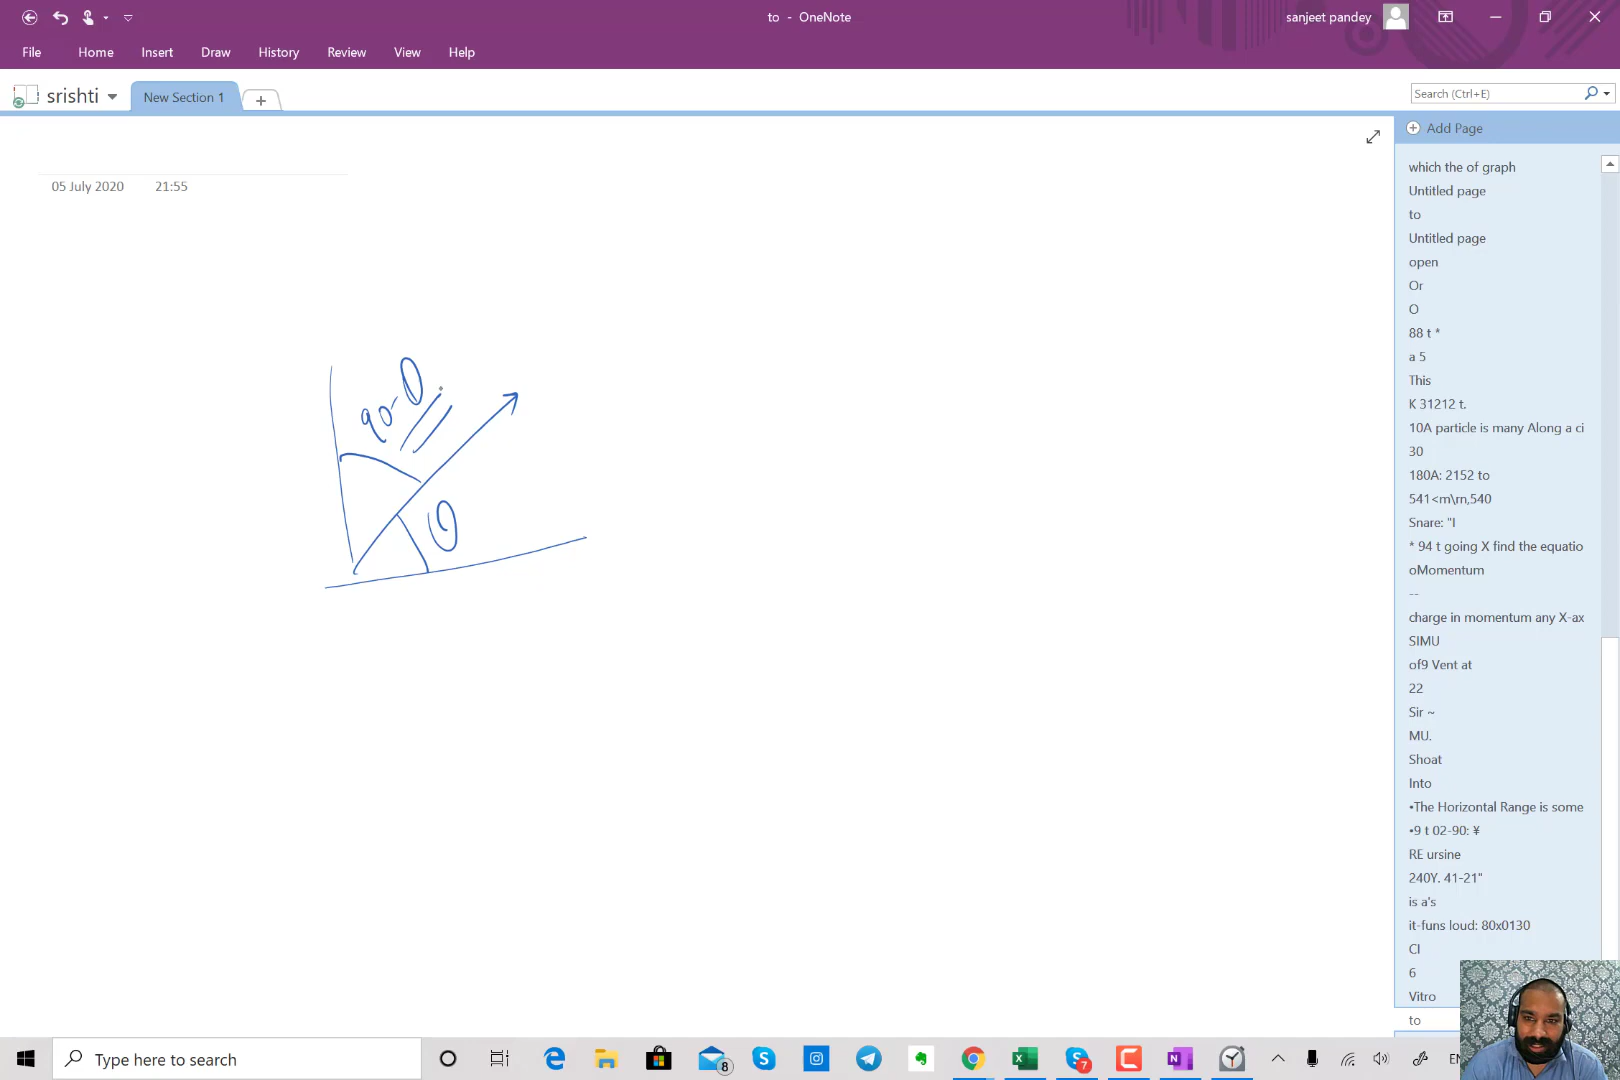 to - OneNote
sanjeet pandey
File Home Insert Draw History Review View Help
srishti New Section 1
Search (Ctrl+E)
Add Page
05 July 2020 21:55
90-θ
θ
which the of graph
Untitled page
to
Untitled page
open
Or
O
88 t *
a 5
This
K 31212 t.
10A particle is many Along a ci
30
180A: 2152 to
541<m\rn,540
Snare: "I
* 94 t going X find the equatio
oMomentum
--
charge in momentum any X-ax
SIMU
of9 Vent at
22
Sir ~
MU.
Shoat
Into
•The Horizontal Range is some
•9 t 02-90: ¥
RE ursine
240Y. 41-21"
is a's
it-funs loud: 80x0130
CI
6
Vitro
to
Type here to search
8
7